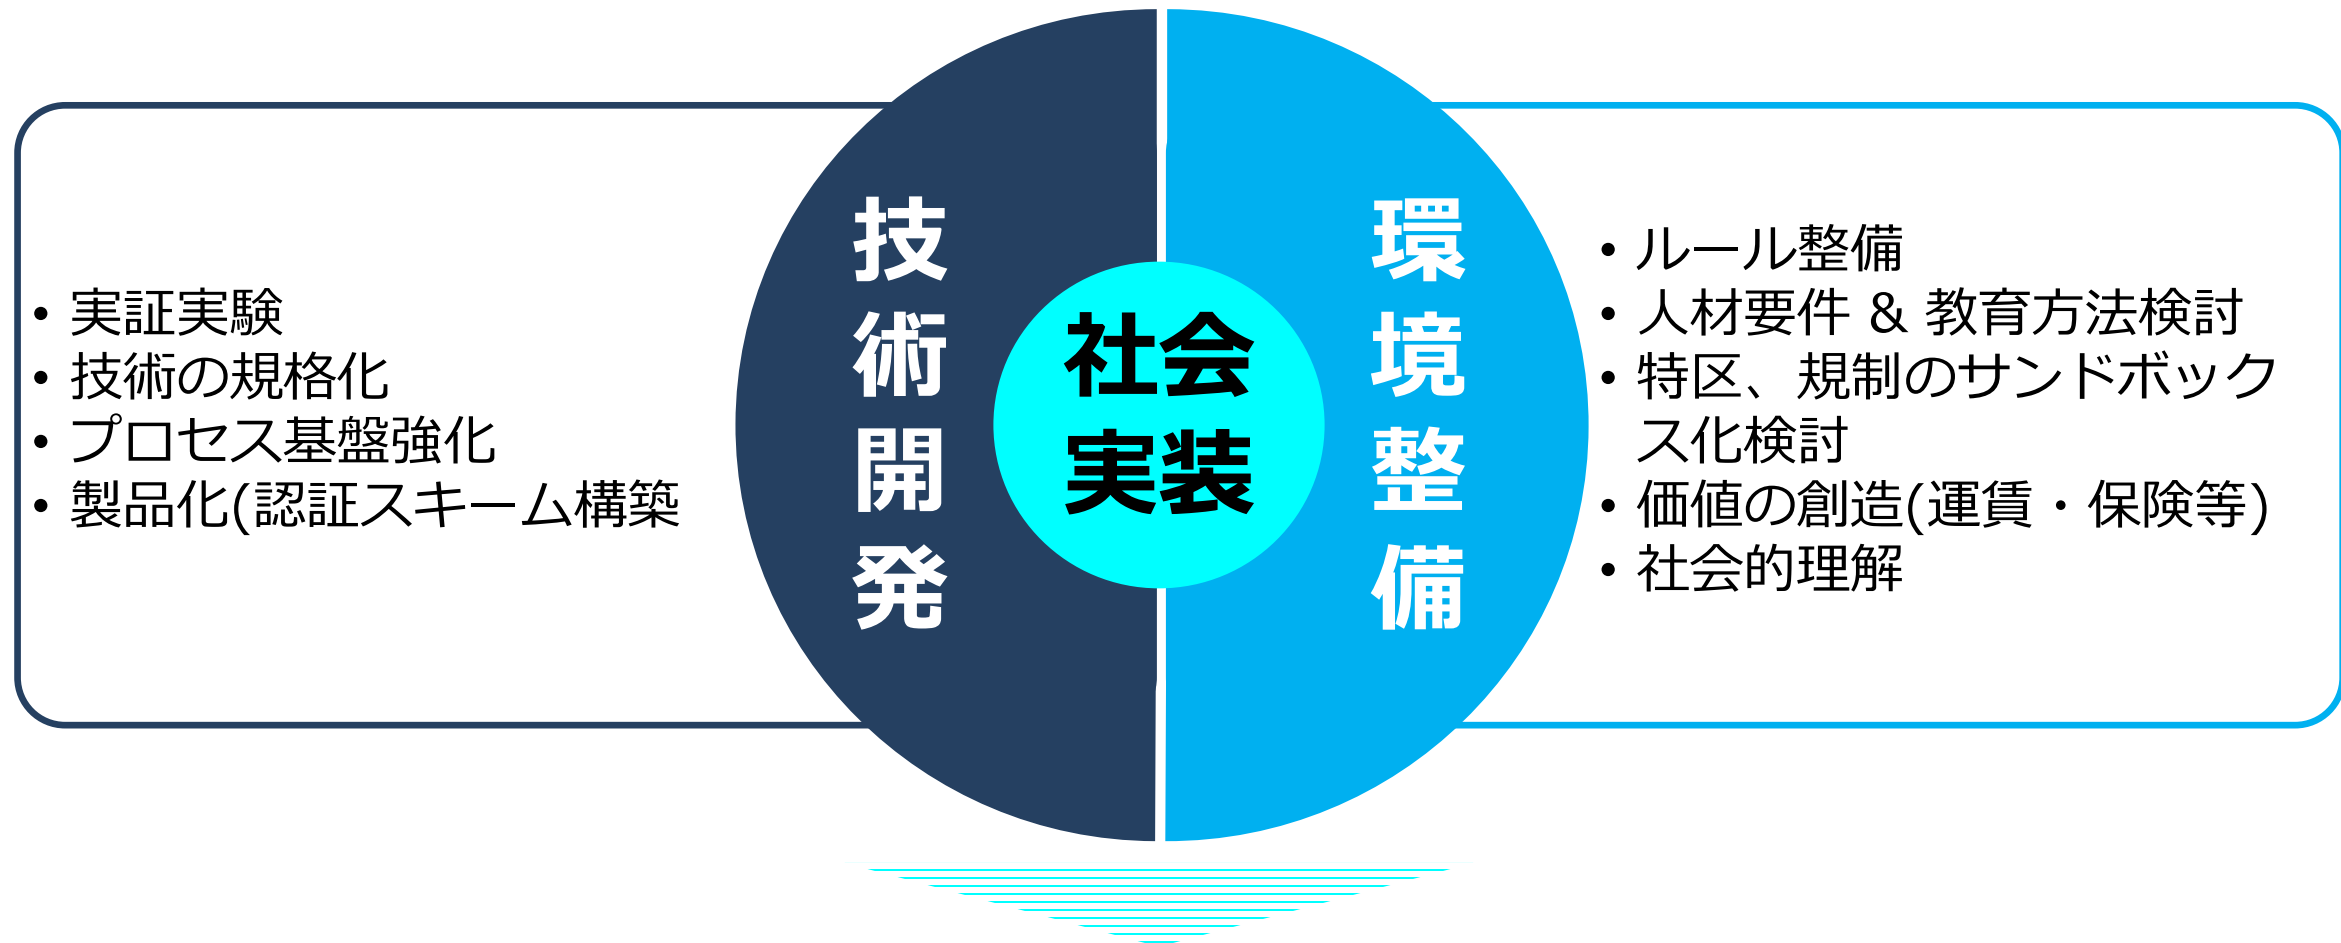 • 実証実験
• 技術の規格化
• プロセス基盤強化
• 製品化(認証スキーム構築
技術開発
社会
実装
環境整備
• ルール整備
• 人材要件 & 教育方法検討
• 特区、規制のサンドボック
ス化検討
• 価値の創造(運賃・保険等)
• 社会的理解